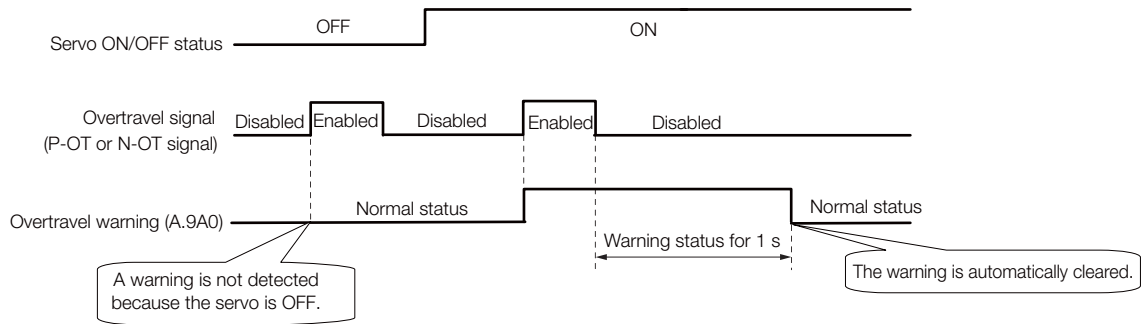 OFF
ON
Servo ON/OFF status
Overtravel signal
(P-OT or N-OT signal)
Disabled Enabled Disabled Enabled Disabled
Overtravel warning (A.9A0)
Normal status
Normal status
Warning status for 1 s
A warning is not detected
because the servo is OFF.
The warning is automatically cleared.